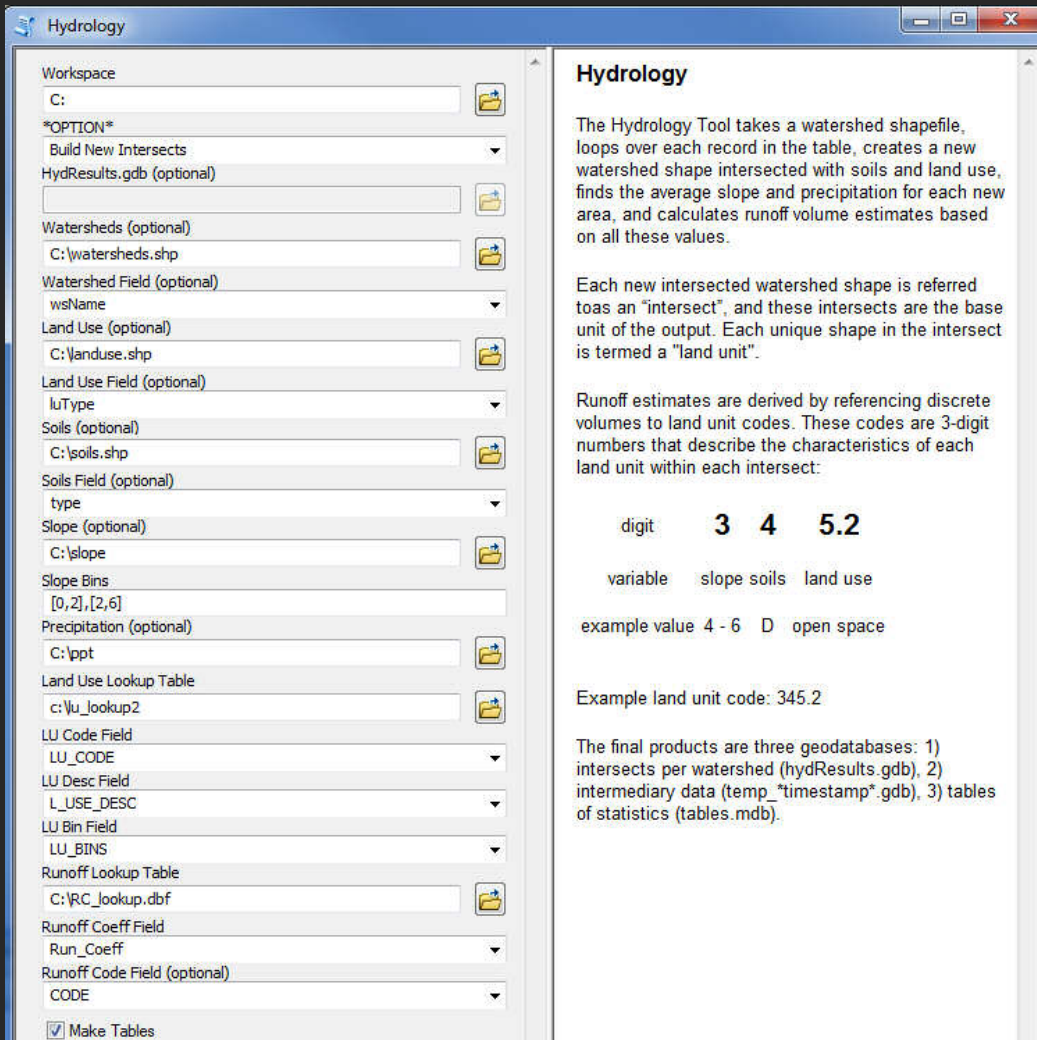 Hydrology
Workspace
C:
*OPTION*
Build New Intersects
HydResults.gdb (optional)
Watersheds (optional)
C:\watersheds.shp
Watershed Field (optional)
wsName
Land Use (optional)
C:\landuse.shp
Land Use Field (optional)
luType
Soils (optional)
C:\soils.shp
Soils Field (optional)
type
Slope (optional)
C:\slope
Slope Bins
[0,2],[2,6]
Precipitation (optional)
C:\ppt
Land Use Lookup Table
c:\lu_lookup2
LU Code Field
LU_CODE
LU Desc Field
L_USE_DESC
LU Bin Field
LU_BINS
Runoff Lookup Table
C:\RC_lookup.dbf
Runoff Coeff Field
Run_Coeff
Runoff Code Field (optional)
CODE
Make Tables
Hydrology
The Hydrology Tool takes a watershed shapefile,
loops over each record in the table, creates a new
watershed shape intersected with soils and land use,
finds the average slope and precipitation for each new
area, and calculates runoff volume estimates based
on all these values.
Each new intersected watershed shape is referred
toas an “intersect”, and these intersects are the base
unit of the output. Each unique shape in the intersect
is termed a "land unit".
Runoff estimates are derived by referencing discrete
volumes to land unit codes. These codes are 3-digit
numbers that describe the characteristics of each
land unit within each intersect:
digit 3 4 5.2
variable slope soils land use
example value 4 - 6 D open space
Example land unit code: 345.2
The final products are three geodatabases: 1)
intersects per watershed (hydResults.gdb), 2)
intermediary data (temp_*timestamp*.gdb), 3) tables
of statistics (tables.mdb).